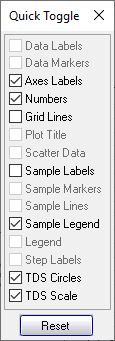 Quick Toggle
Data Labels
Data Markers
Axes Labels
Numbers
Grid Lines
Plot Title
Scatter Data
Sample Labels
Sample Markers
Sample Lines
Sample Legend
Legend
Step Labels
TDS Circles
TDS Scale
Reset